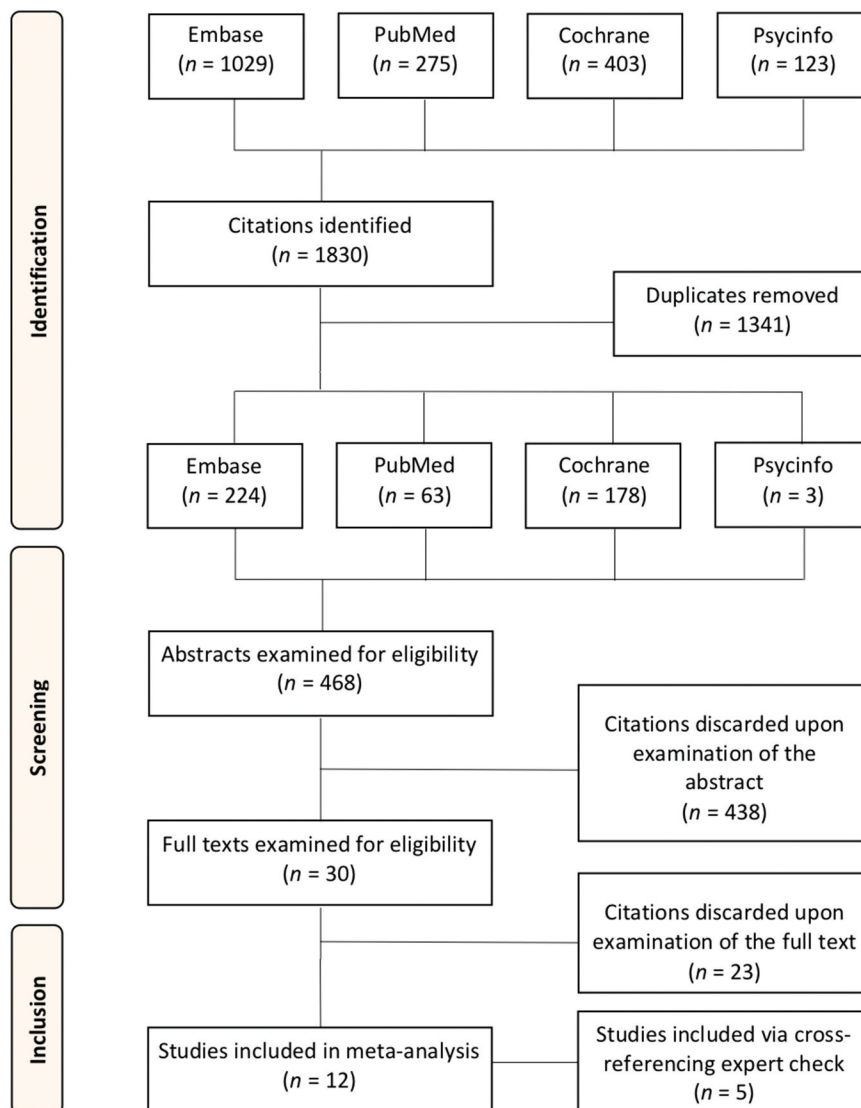 Identification
Embase
(n = 1029)
PubMed
(n = 275)
Cochrane
(n = 403)
Psycinfo
(n = 123)
Citations identified
(n = 1830)
Duplicates removed
(n = 1341)
Embase
(n = 224)
PubMed
(n = 63)
Cochrane
(n = 178)
Psycinfo
(n = 3)
Screening
Abstracts examined for eligibility
(n = 468)
Citations discarded upon
examination of the
abstract
(n = 438)
Full texts examined for eligibility
(n = 30)
Citations discarded upon
examination of the full text
(n = 23)
Inclusion
Studies included in meta-analysis
(n = 12)
Studies included via cross-
referencing expert check
(n = 5)